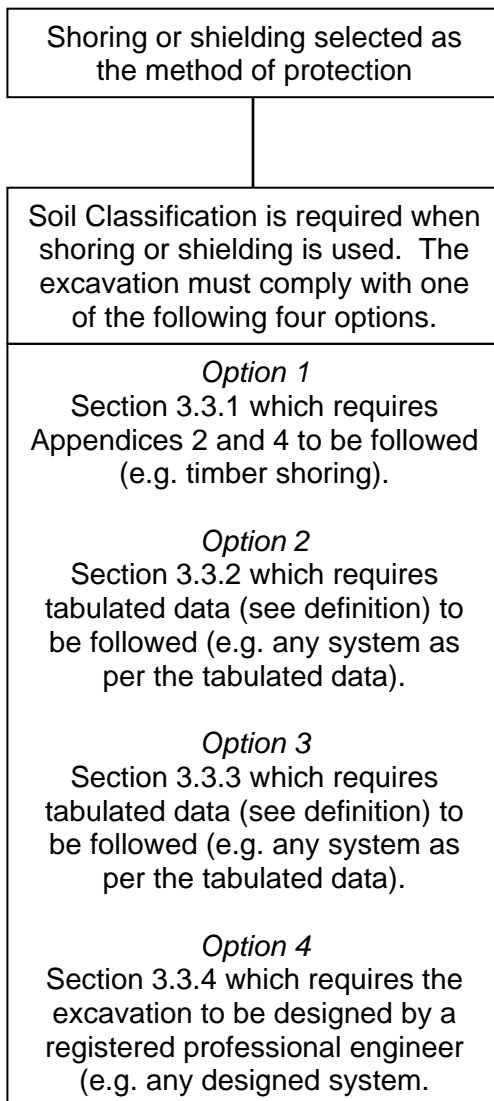 Shoring or shielding selected as
the method of protection
Soil Classification is required when
shoring or shielding is used.  The
excavation must comply with one
of the following four options.
Option 1
Section 3.3.1 which requires
Appendices 2 and 4 to be followed
(e.g. timber shoring).
Option 2
Section 3.3.2 which requires
tabulated data (see definition) to
be followed (e.g. any system as
per the tabulated data).
Option 3
Section 3.3.3 which requires
tabulated data (see definition) to
be followed (e.g. any system as
per the tabulated data).
Option 4
Section 3.3.4 which requires the
excavation to be designed by a
registered professional engineer
(e.g. any designed system.